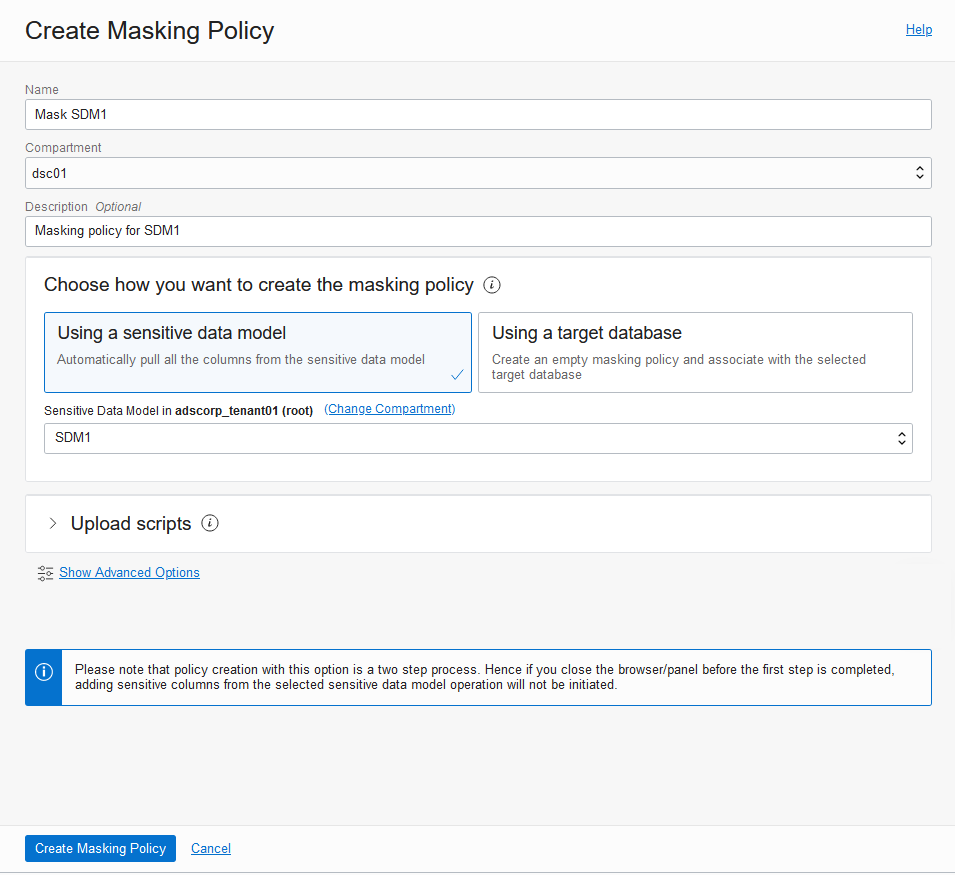 Create Masking Policy
Help
Name
Mask SDM1
Compartment
dsc01
Description Optional
Masking policy for SDM1
Choose how you want to create the masking policy
Using a sensitive data model
Automatically pull all the columns from the sensitive data model
Using a target database
Create an empty masking policy and associate with the selected
target database
Sensitive Data Model in adscorp_tenant01 (root) (Change Compartment)
SDM1
Upload scripts
Show Advanced Options
Please note that policy creation with this option is a two step process. Hence if you close the browser/panel before the first step is completed,
adding sensitive columns from the selected sensitive data model operation will not be initiated.
Create Masking Policy
Cancel